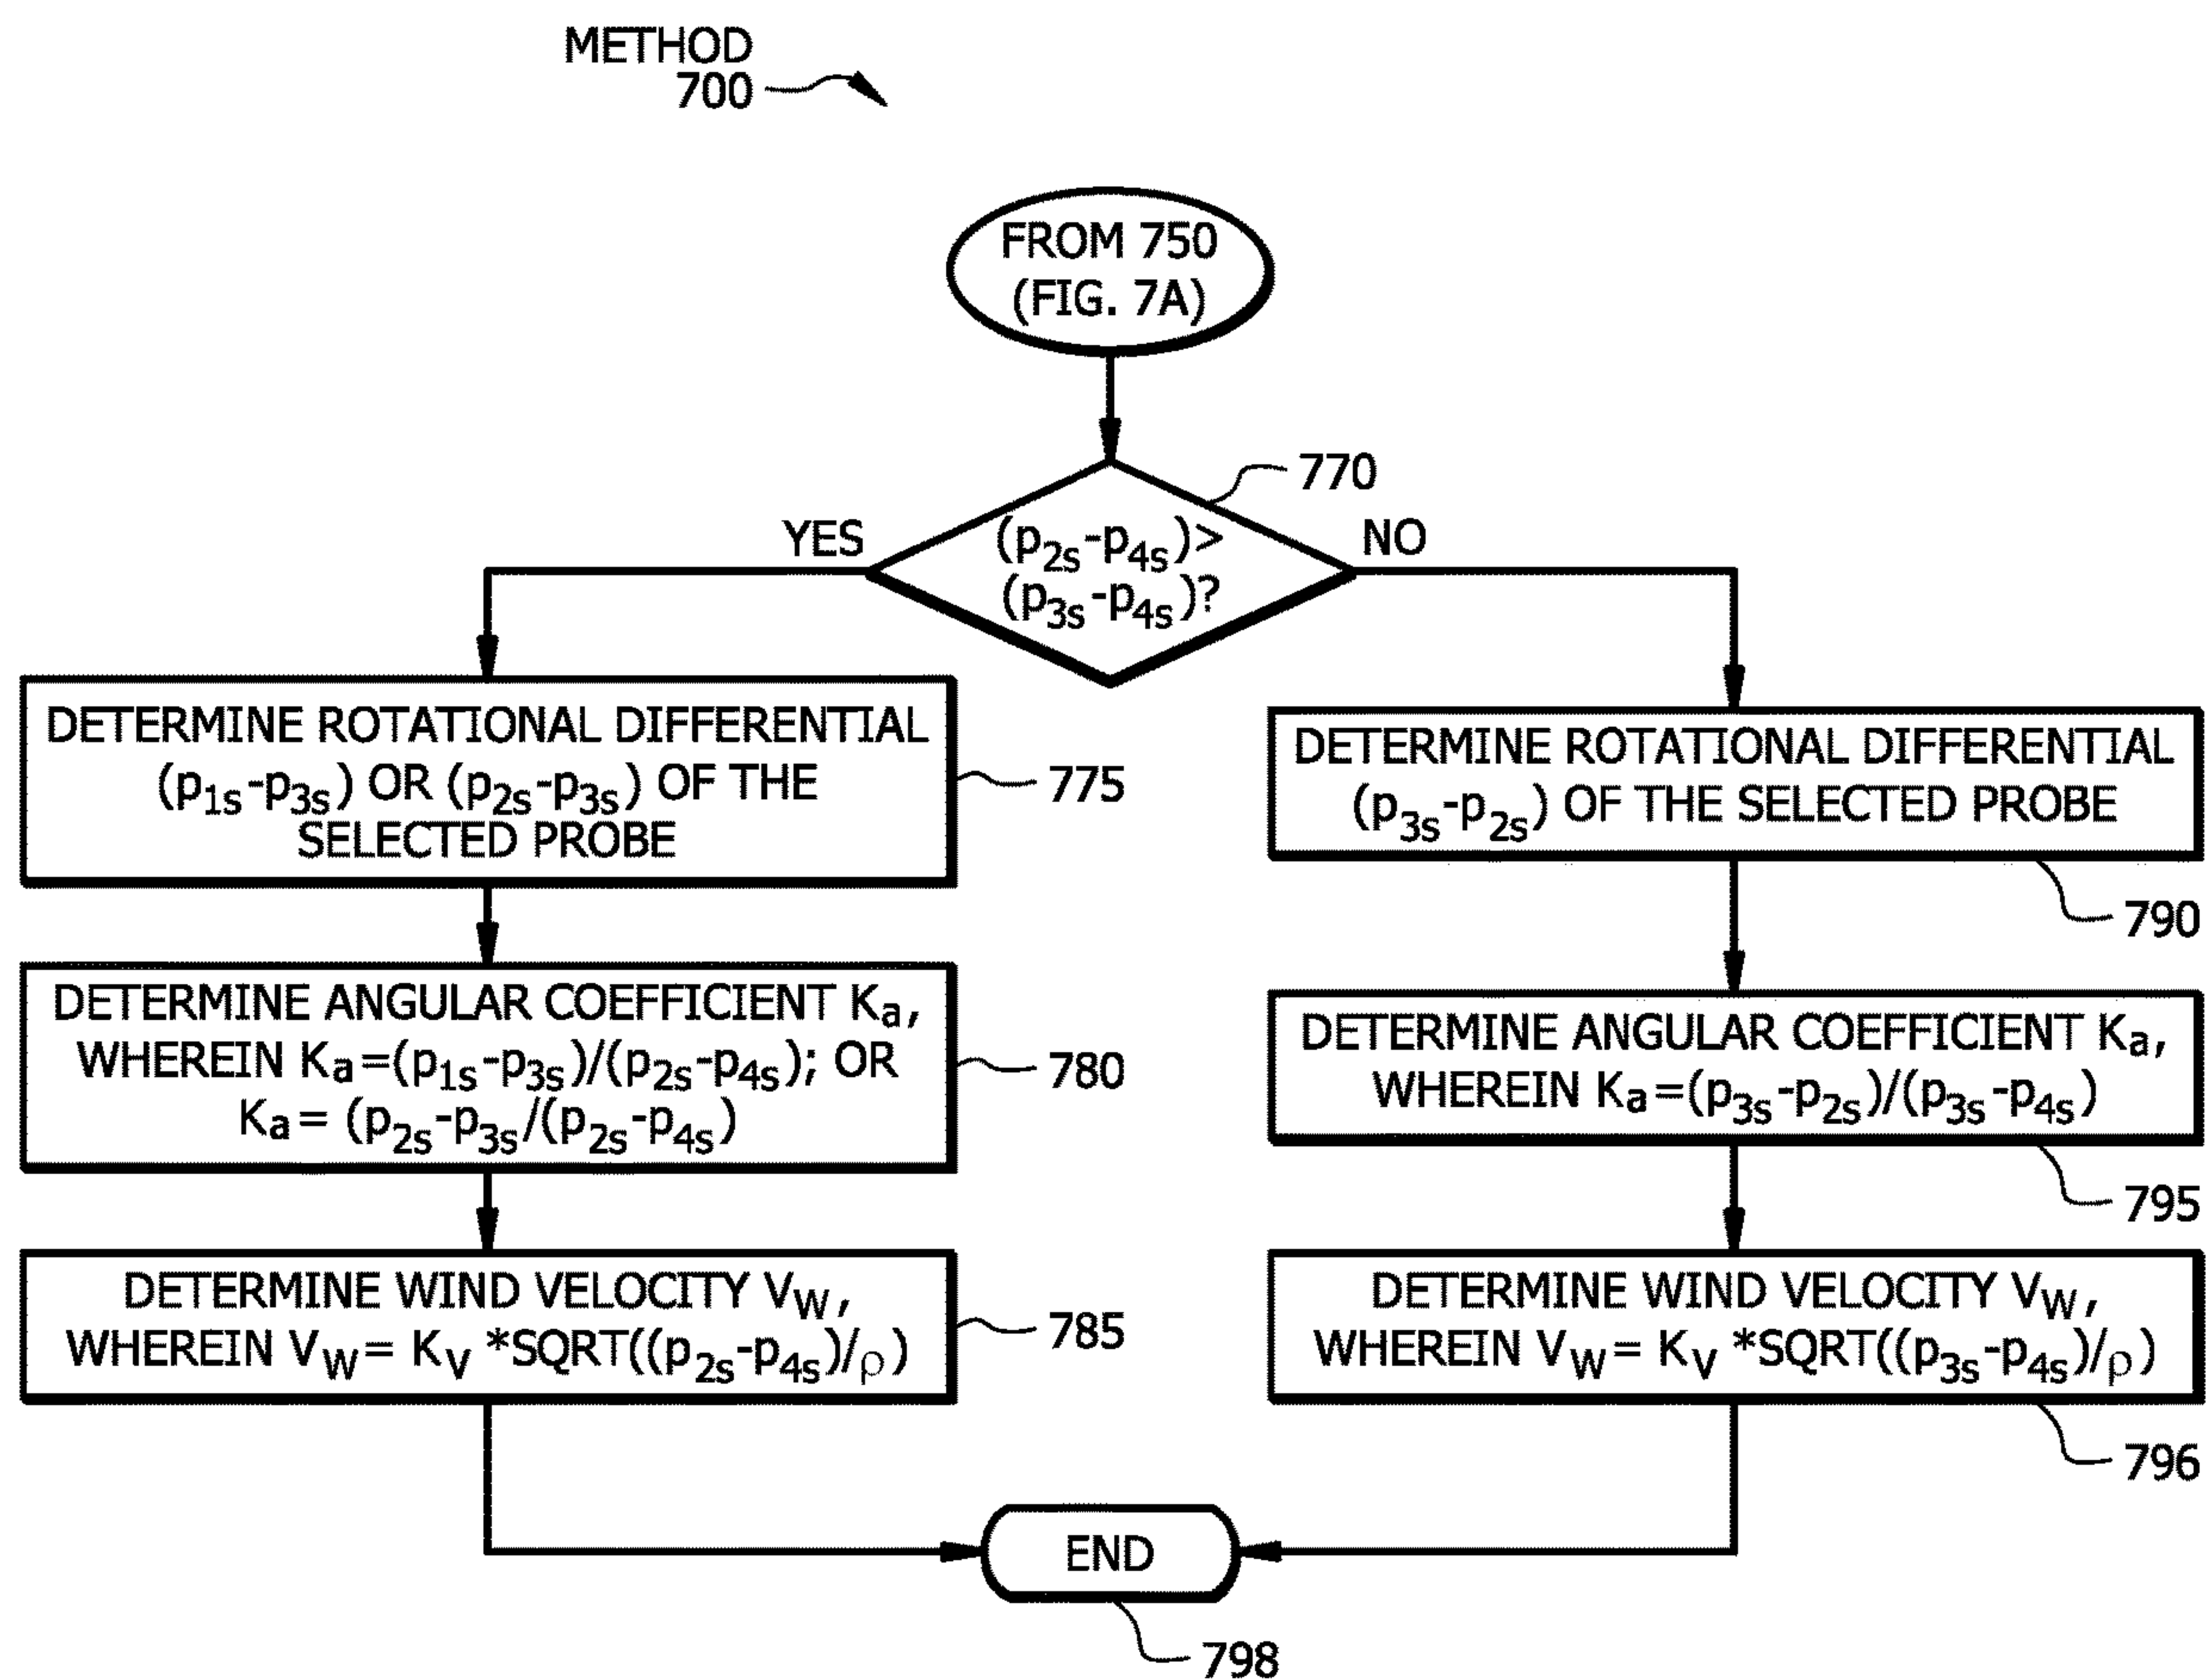 METHOD
700
FROM 750
(FIG. 7A)
770
YES
(p2s-p4s)>
(p3s-p4s)?
NO
DETERMINE ROTATIONAL DIFFERENTIAL
(p1s-p3s) OR (p2s-p3s) OF THE
SELECTED PROBE
775
DETERMINE ANGULAR COEFFICIENT Ka,
WHEREIN Ka=(p1s-p3s)/(p2s-p4s); OR
Ka= (p2s-p3s/(p2s-p4s)
780
DETERMINE WIND VELOCITY VW,
WHEREIN VW= KV *SQRT((p2s-p4s)/ρ)
785
DETERMINE ROTATIONAL DIFFERENTIAL
(p3s-p2s) OF THE SELECTED PROBE
790
DETERMINE ANGULAR COEFFICIENT Ka,
WHEREIN Ka=(p3s-p2s)/(p3s-p4s)
795
DETERMINE WIND VELOCITY VW,
WHEREIN VW= KV *SQRT((p3s-p4s)/ρ)
796
END
798